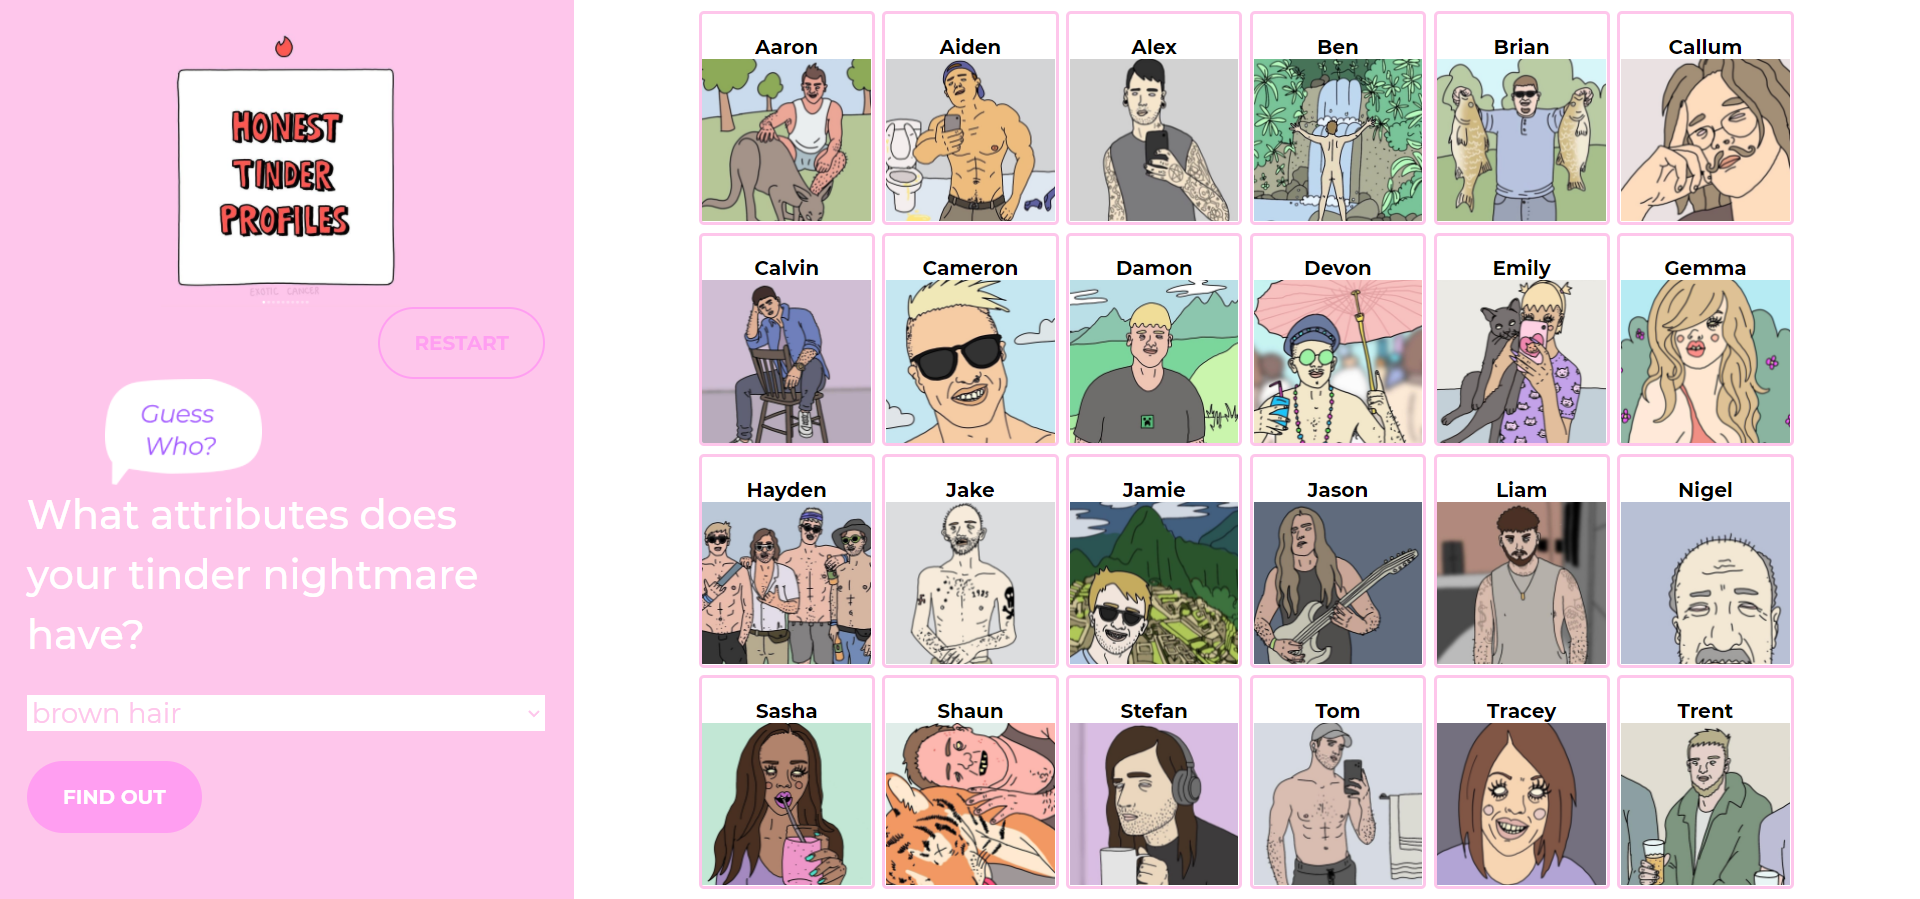 HONEST
TINDER
PROFILES
EXOTIC CANCER
RESTART
Guess
Who?
What attributes does
your tinder nightmare
have?
brown hair
FIND OUT
Aaron
Aiden
Alex
Ben
Brian
Callum
Calvin
Cameron
Damon
Devon
Emily
Gemma
Hayden
Jake
Jamie
Jason
Liam
Nigel
Sasha
Shaun
Stefan
Tom
Tracey
Trent